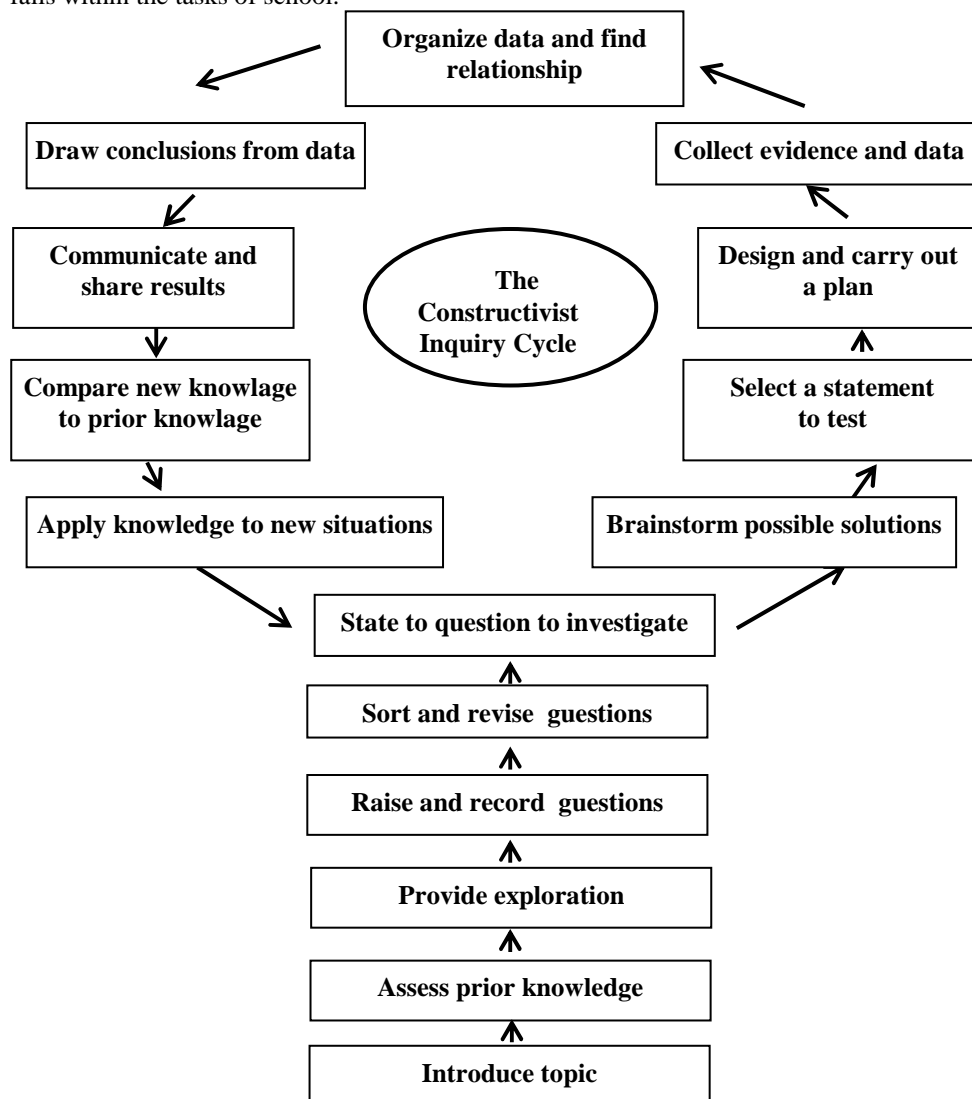 falls within the tasks of school.
Organize data and find
relationship
Draw conclusions from data
Collect evidence and data
Communicate and
share results
The
Constructivist
Inquiry Cycle
Design and carry out
a plan
Compare new knowlage
to prior knowlage
Select a statement
to test
Apply knowledge to new situations
Brainstorm possible solutions
State to question to investigate
Sort and revise guestions
Raise and record guestions
Provide exploration
Assess prior knowledge
Introduce topic